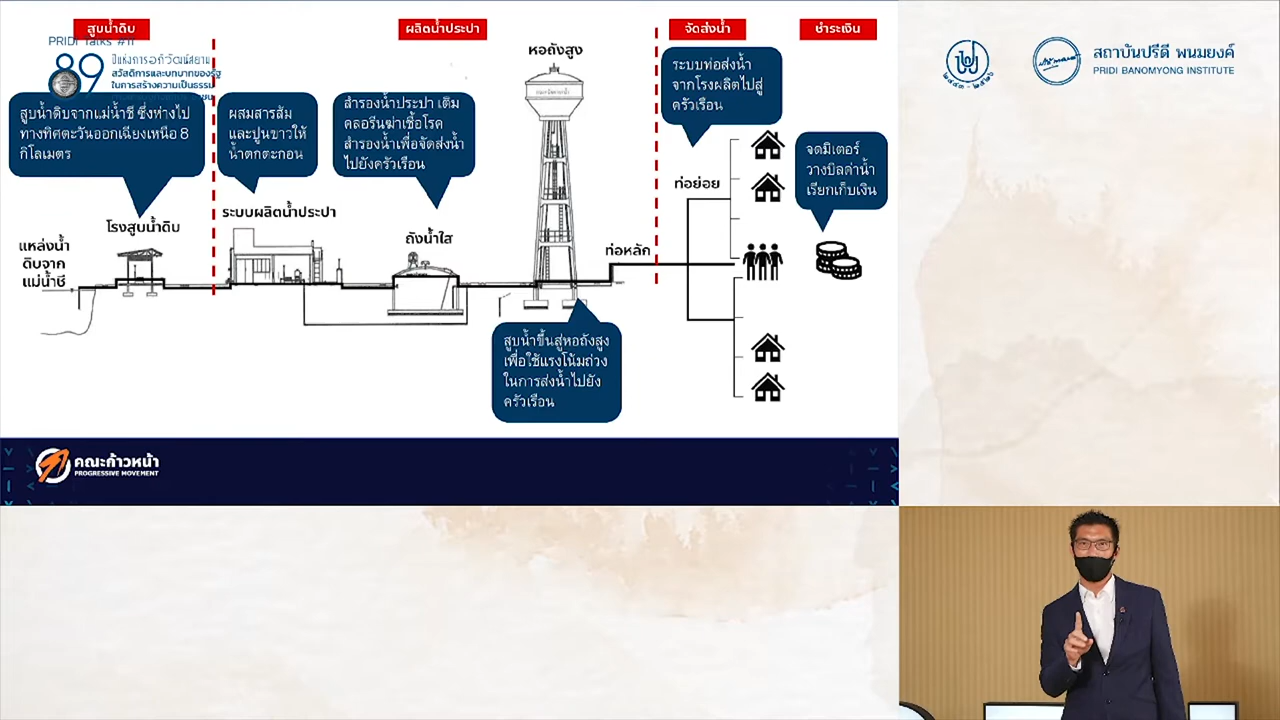 สูบน้ำดิบ
ผลิตน้ำประปา
จัดส่งน้ำ
ชำระเงิน
PRIDI Talks #11
89
ปีแห่งการอภิวัฒน์สยาม
สวัสดิการและบทบาทของรัฐ
ในการสร้างความเป็นธรรม
สถาบันปรีดี พนมยงค์
PRIDI BANOMYONG INSTITUTE
สูบน้ำดิบจากแม่น้ำชี ซึ่งห่างไป
ทางทิศตะวันออกเฉียงเหนือ 8
กิโลเมตร
ผสมสารส้ม
และปูนขาวให้
น้ำตกตะกอน
สำรองน้ำประปา เติม
คลอรีนฆ่าเชื้อโรค
สำรองน้ำเพื่อจัดส่งน้ำ
ไปยังครัวเรือน
หอถังสูง
ระบบท่อส่งน้ำ
จากโรงผลิตไปสู่
ครัวเรือน
จดมิเตอร์
วางบิลค่าน้ำ
เรียกเก็บเงิน
ท่อย่อย
โรงสูบน้ำดิบ
ระบบผลิตน้ำประปา
ถังน้ำใส
ท่อหลัก
แหล่งน้ำ
ดิบจาก
แม่น้ำชี
สูบน้ำขึ้นสู่หอถังสูง
เพื่อใช้แรงโน้มถ่วง
ในการส่งน้ำไปยัง
ครัวเรือน
คณะก้าวหน้า
PROGRESSIVE MOVEMENT